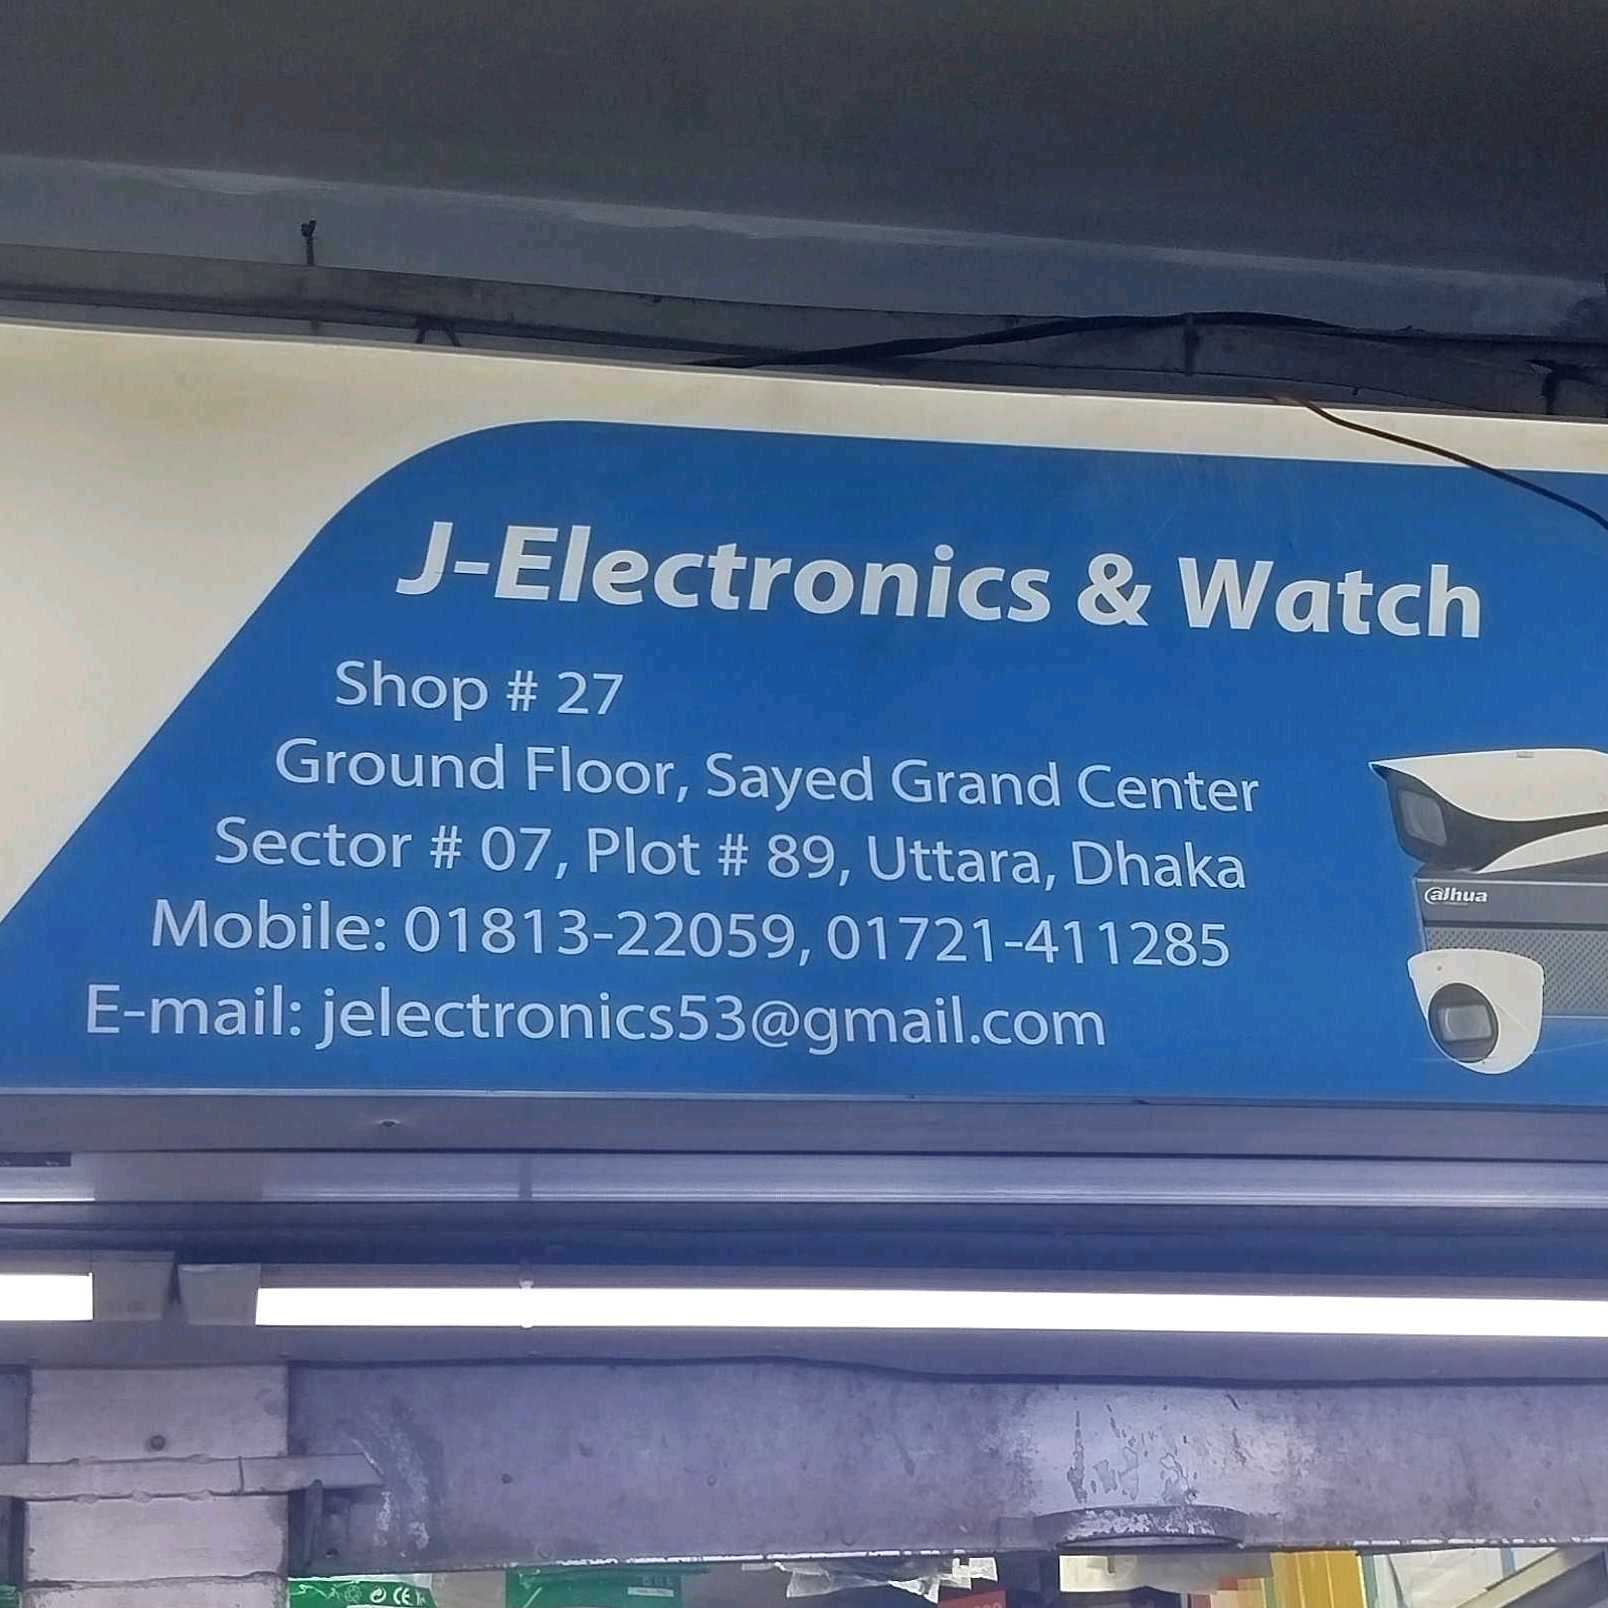 J-Electronics & Watch
Shop # 27
Ground Floor, Sayed Grand Center
Sector # 07, Plot # 89, Uttara, Dhaka
Mobile: 01813-22059, 01721-411285
E-mail: jelectronics53@gmail.com
alhua